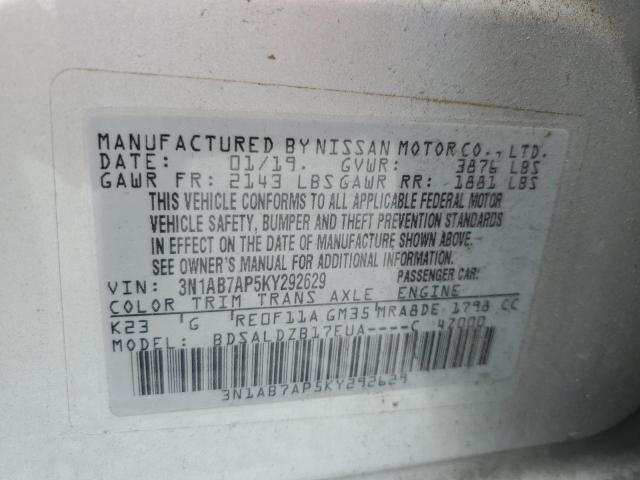 MANUFACTURED BY NISSAN MOTOR CO., LTD.
DATE: 01/19. GVWR: 3876 LBS
GAWR FR: 2143 LBS GAWR RR: 1881 LBS
THIS VEHICLE CONFORMS TO ALL APPLICABLE FEDERAL MOTOR
VEHICLE SAFETY, BUMPER AND THEFT PREVENTION STANDARDS
IN EFFECT ON THE DATE OF MANUFACTURE SHOWN ABOVE.
SEE OWNER'S MANUAL FOR ADDITIONAL INFORMATION.
VIN: 3N1AB7AP5KY292629 PASSENGER CAR:
COLOR TRIM TRANS AXLE ENGINE
K23 'G RE0F11A GM35 MRA8DE 1798 CC
MODEL: BDSALDZB17EUA----C 4Z000
3N1AB7AP5KY292629